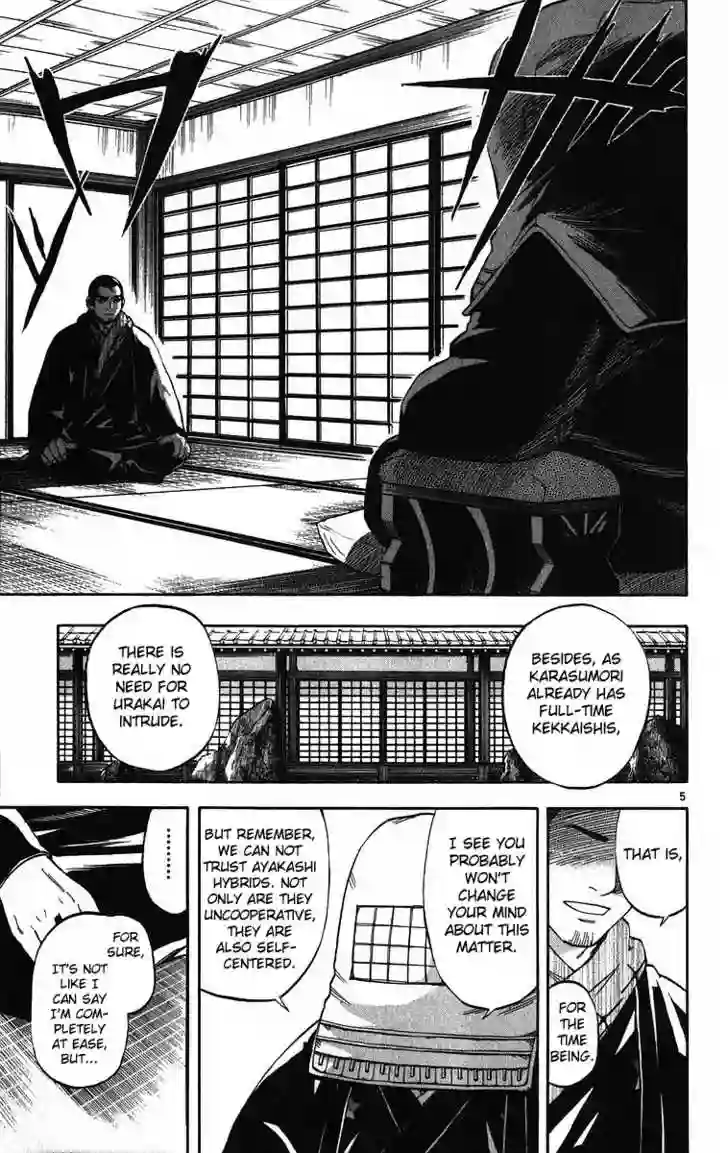 ワ
ワ
BESIDES, AS
KARASUMORI
ALREADY HAS
FULL-TIME
KEKKAISHIS,
THERE IS
REALLY NO
NEED FOR
URAKAI TO
INTRUDE.
5
THAT IS,
FOR
THE
TIME
BEING.
I SEE YOU
PROBABLY
WON'T
CHANGE
YOUR MIND
ABOUT THIS
MATTER.
BUT REMEMBER,
WE CAN NOT
TRUST AYAKASHI
HYBRIDS. NOT
ONLY ARE THEY
UNCOOPERATIVE,
THEY ARE
ALSO SELF-
CENTERED.
........
FOR
SURE,
IT'S NOT
LIKE I
CAN SAY
I'M COM-
PLETELY
AT EASE,
BUT...